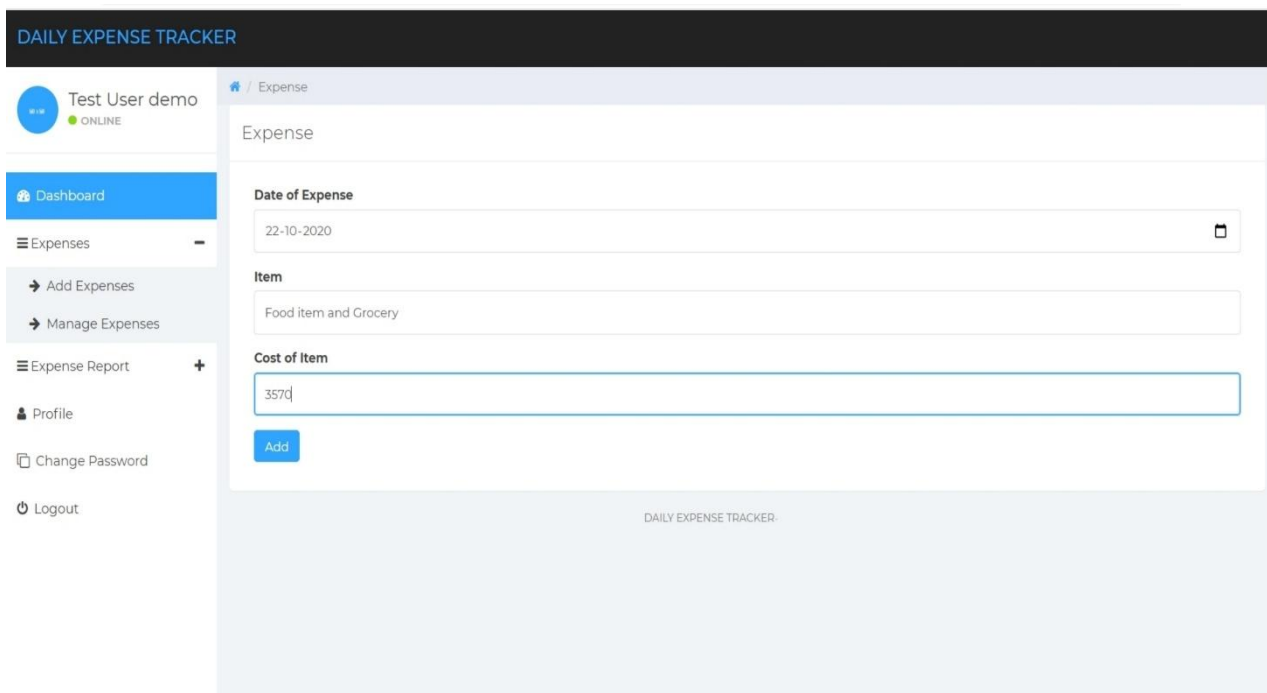 DAILY EXPENSE TRACKER
Test User demo
ONLINE
Dashboard
Expenses
Add Expenses
Manage Expenses
Expense Report
Profile
Change Password
Logout
/ Expense
Expense
Date of Expense
22-10-2020
Item
Food item and Grocery
Cost of Item
3570
Add
DAILY EXPENSE TRACKER-